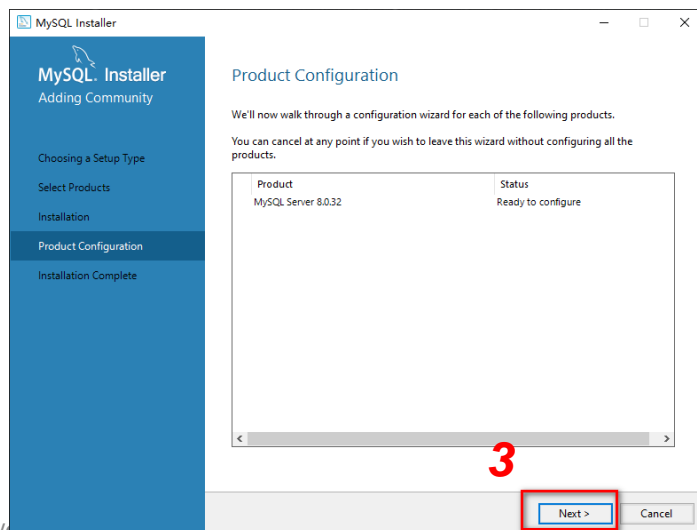 MySQL Installer
MySQL. Installer
Adding Community
Choosing a Setup Type
Select Products
Installation
Product Configuration
Installation Complete
Product Configuration
We'll now walk through a configuration wizard for each of the following products.
You can cancel at any point if you wish to leave this wizard without configuring all the
products.
Product Status
MySQL Server 8.0.32 Ready to configure
3
Next > Cancel